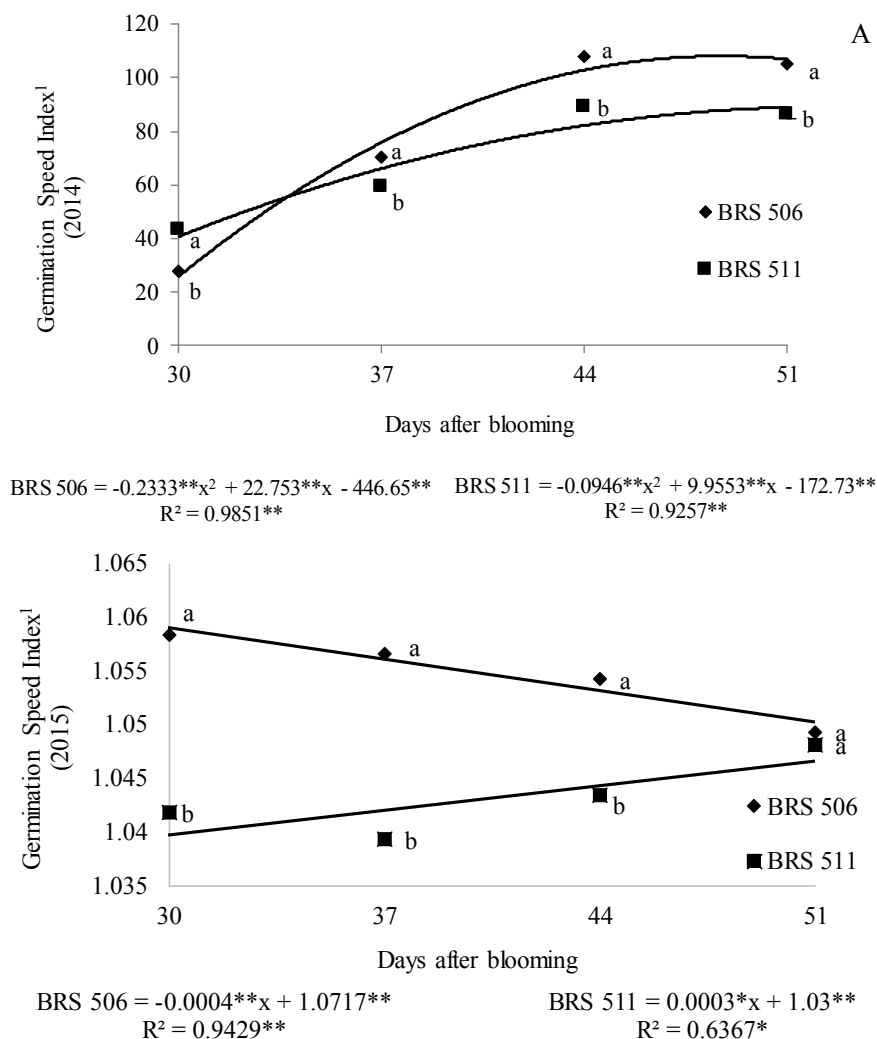 A
Germination Speed Index¹
(2014)
120
100
80
60
40
20
0
a
a
a
b
a
b
b
b
BRS 506
BRS 511
30 37 44 51
Days after blooming
BRS 506 = -0.2333**x² + 22.753**x - 446.65** BRS 511 = -0.0946**x² + 9.9553**x - 172.73**
R² = 0.9851** R² = 0.9257**
Germination Speed Index¹
(2015)
1.065
1.06
1.055
1.05
1.045
1.04
1.035
a
a
a
a
a
b
b
b
BRS 506
BRS 511
30 37 44 51
Days after blooming
BRS 506 = -0.0004**x + 1.0717** BRS 511 = 0.0003*x + 1.03**
R² = 0.9429** R² = 0.6367*